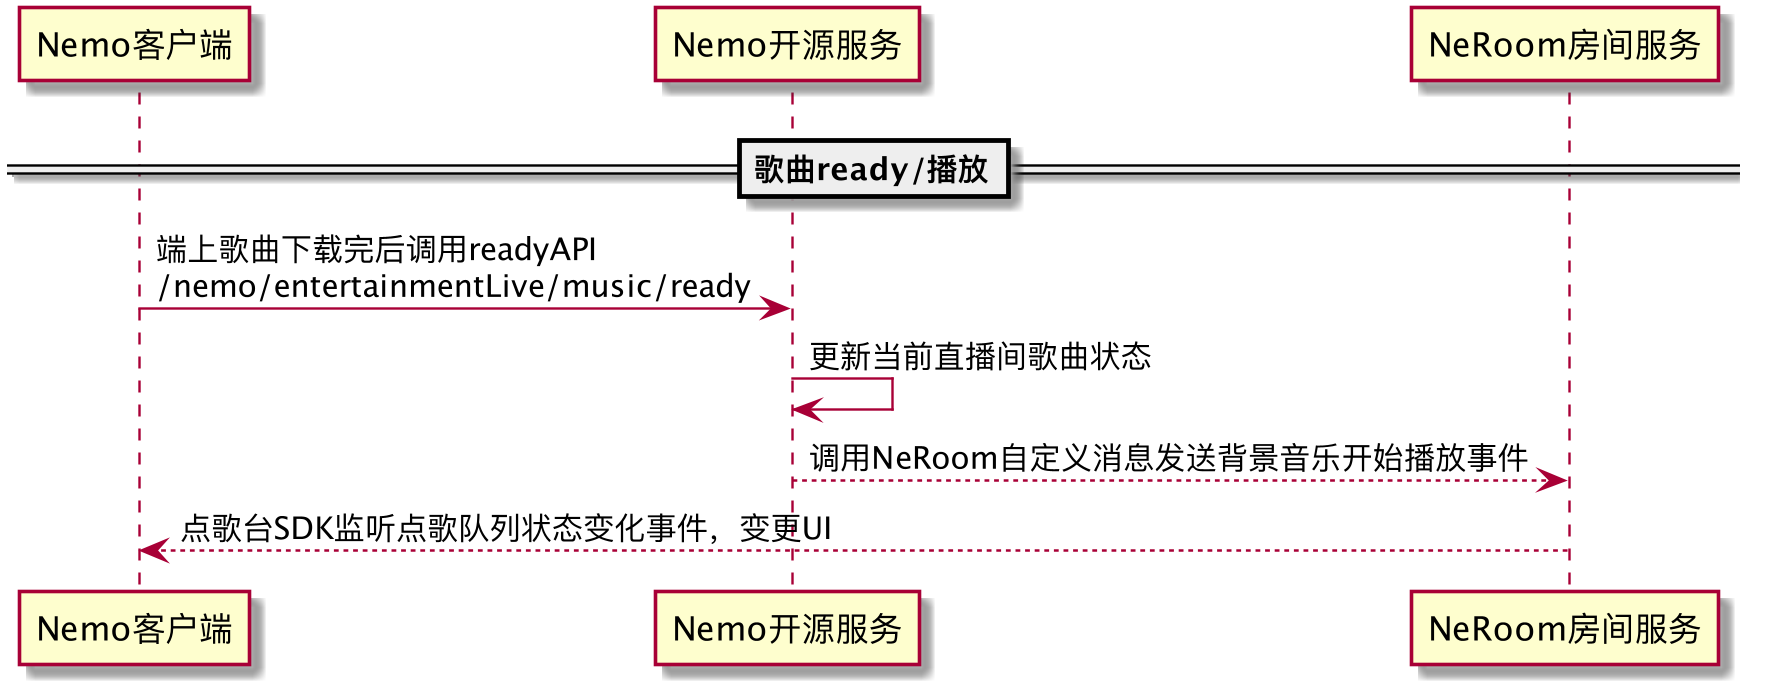 Nemo客户端
Nemo开源服务
NeRoom房间服务
歌曲ready/播放
端上歌曲下载完后调用readyAPI
/nemo/entertainmentLive/music/ready
更新当前直播间歌曲状态
调用NeRoom自定义消息发送背景音乐开始播放事件
点歌台SDK监听点歌队列状态变化事件，变更UI
Nemo客户端
Nemo开源服务
NeRoom房间服务